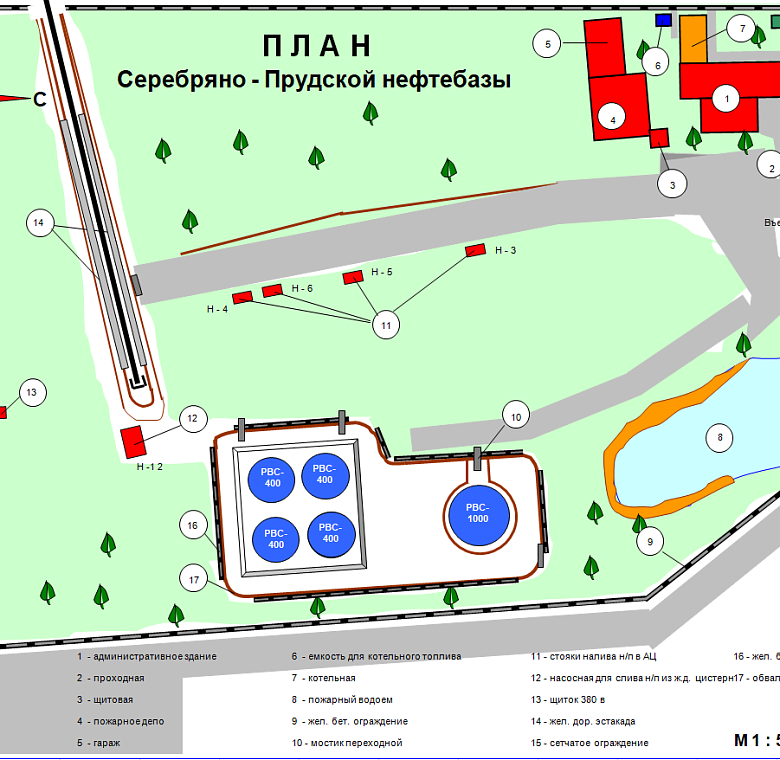 П Л А Н
Серебряно - Прудской нефтебазы
С
5
7
6
1
4
3
2
14
Въе
Н - 3
Н - 5
Н - 6
Н - 4
11
13
12
10
Н -1 2
8
РВС-
400
РВС-
400
РВС-
1000
РВС-
400
РВС-
400
16
9
17
1 - административное здание
2 - проходная
3 - щитовая
4 - пожарное депо
5 - гараж
6 - емкость для котельного топлива
7 - котельная
8 - пожарный водоем
9 - жел. бет. ограждение
10 - мостик переходной
11 - стояки налива н/п в АЦ
12 - насосная для слива н/п из ж.д. цистерн
13 - щиток 380 в
14 - жел. дор. эстакада
15 - сетчатое ограждение
16 - жел. б
17 - обвал
М 1 : 5